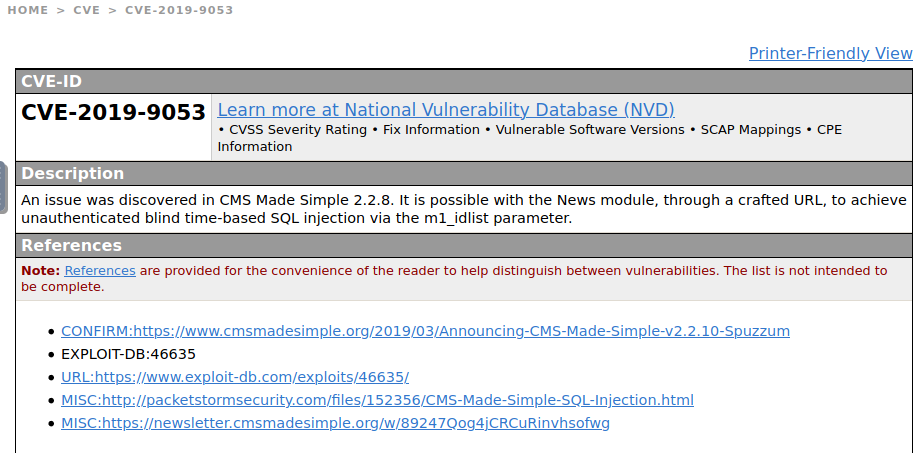 HOME > CVE > CVE-2019-9053
Printer-Friendly View
CVE-ID
CVE-2019-9053
Learn more at National Vulnerability Database (NVD)
• CVSS Severity Rating • Fix Information • Vulnerable Software Versions • SCAP Mappings • CPE
Information
Description
An issue was discovered in CMS Made Simple 2.2.8. It is possible with the News module, through a crafted URL, to achieve
unauthenticated blind time-based SQL injection via the m1_idlist parameter.
References
Note: References are provided for the convenience of the reader to help distinguish between vulnerabilities. The list is not intended to
be complete.
• CONFIRM:https://www.cmsmadesimple.org/2019/03/Announcing-CMS-Made-Simple-v2.2.10-Spuzzum
• EXPLOIT-DB:46635
• URL:https://www.exploit-db.com/exploits/46635/
• MISC:http://packetstormsecurity.com/files/152356/CMS-Made-Simple-SQL-Injection.html
• MISC:https://newsletter.cmsmadesimple.org/w/89247Qog4jCRCuRinvhsofwg